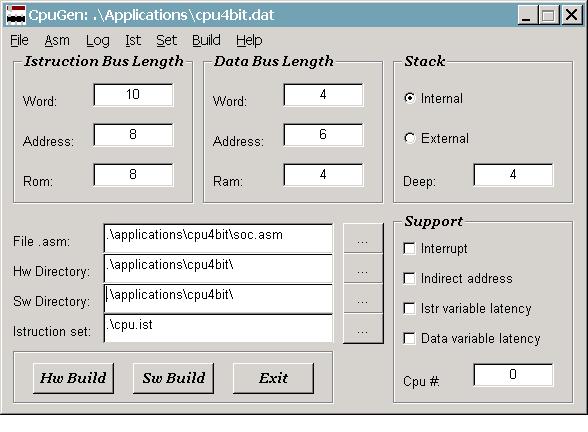 CpuGen: .\Applications\cpu4bit.dat
File Asm Log Ist Set Build Help
Istruction Bus Length
Word: 10
Address: 8
Rom: 8
Data Bus Length
Word: 4
Address: 6
Ram: 4
Stack
Internal
External
Deep: 4
File .asm: .\applications\cpu4bit\soc.asm ...
Hw Directory: .\applications\cpu4bit\ ...
Sw Directory: .\applications\cpu4bit\ ...
Istruction set: .\cpu.ist ...
Support
Interrupt
Indirect address
Istr variable latency
Data variable latency
Cpu #: 0
Hw Build Sw Build Exit